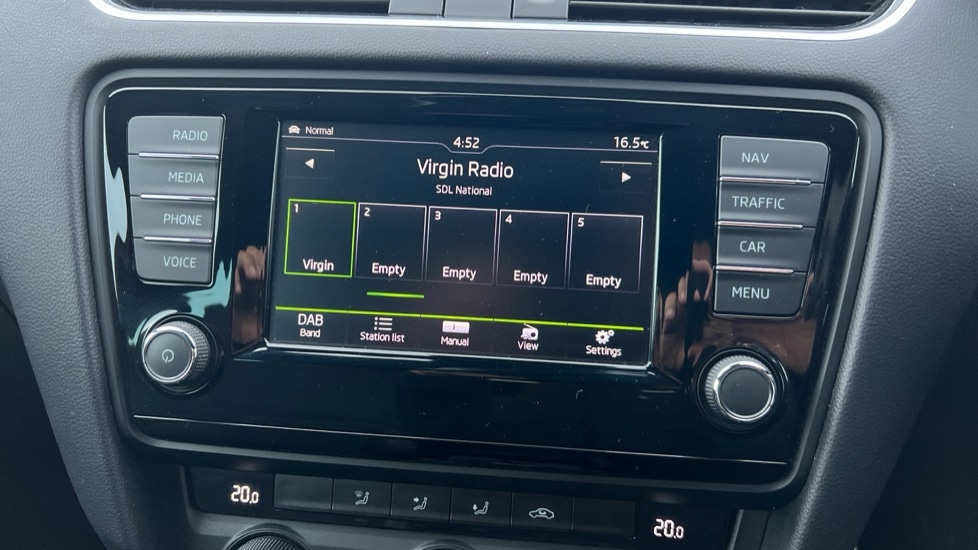 RADIO
MEDIA
PHONE
VOICE
Normal
4:52
16.5°C
Virgin Radio
SDL National
1 2 3 4 5
Virgin Empty Empty Empty Empty
DAB
Band Station list Manual View Settings
NAV
TRAFFIC
CAR
MENU
20.0
20.0